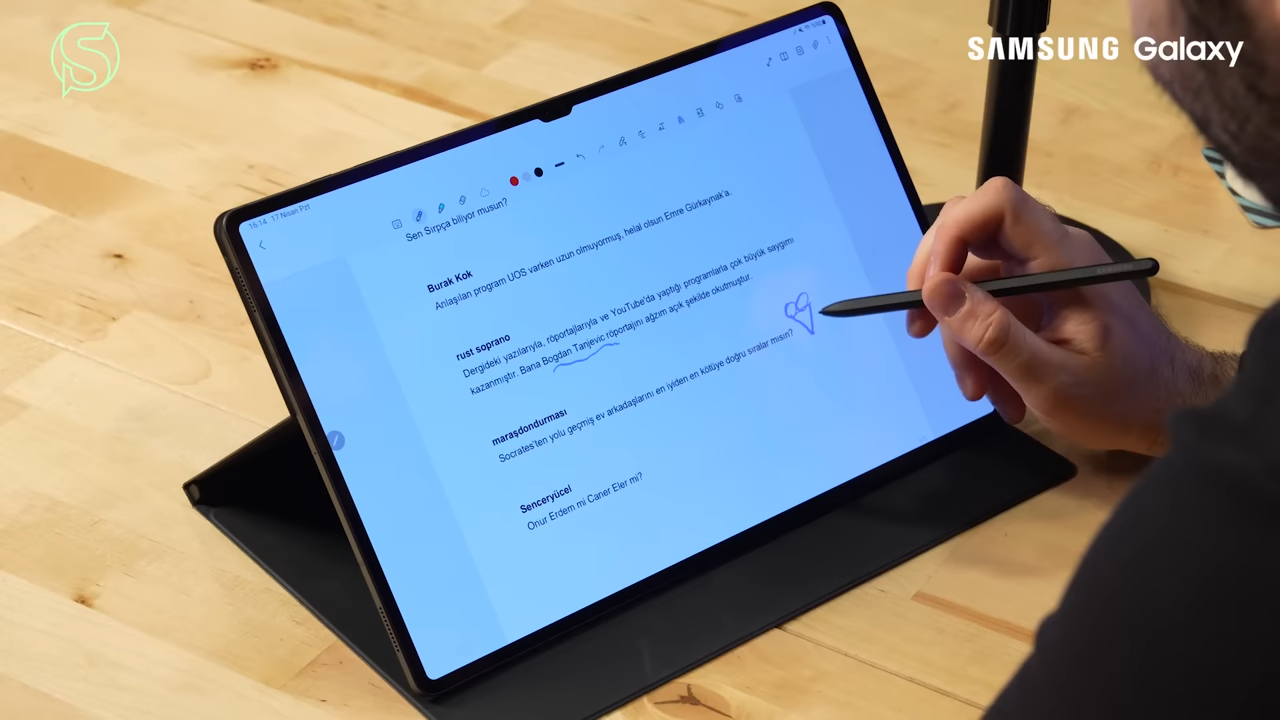 SAMSUNG Galaxy
16:14 17 Nisan Pzt
Sen Sırpça biliyor musun?
Burak Kok
Anlaşılan program UOS varken uzun olmuyormuş, helal olsun Emre Gürkaynak'a.
rust soprano
Dergideki yazılarıyla, röportajlarıyla ve YouTube'da yaptığı programlarla çok büyük saygımı
kazanmıştır. Bana Bogdan Tanjevic röportajını ağzım açık şekilde okutmuştur.
maraşdondurması
Socrates'ten yolu geçmiş ev arkadaşlarını en iyiden en kötüye doğru sıralar mısın?
Senceryücel
Onur Erdem mi Caner Eler mi?
SAMSUNG